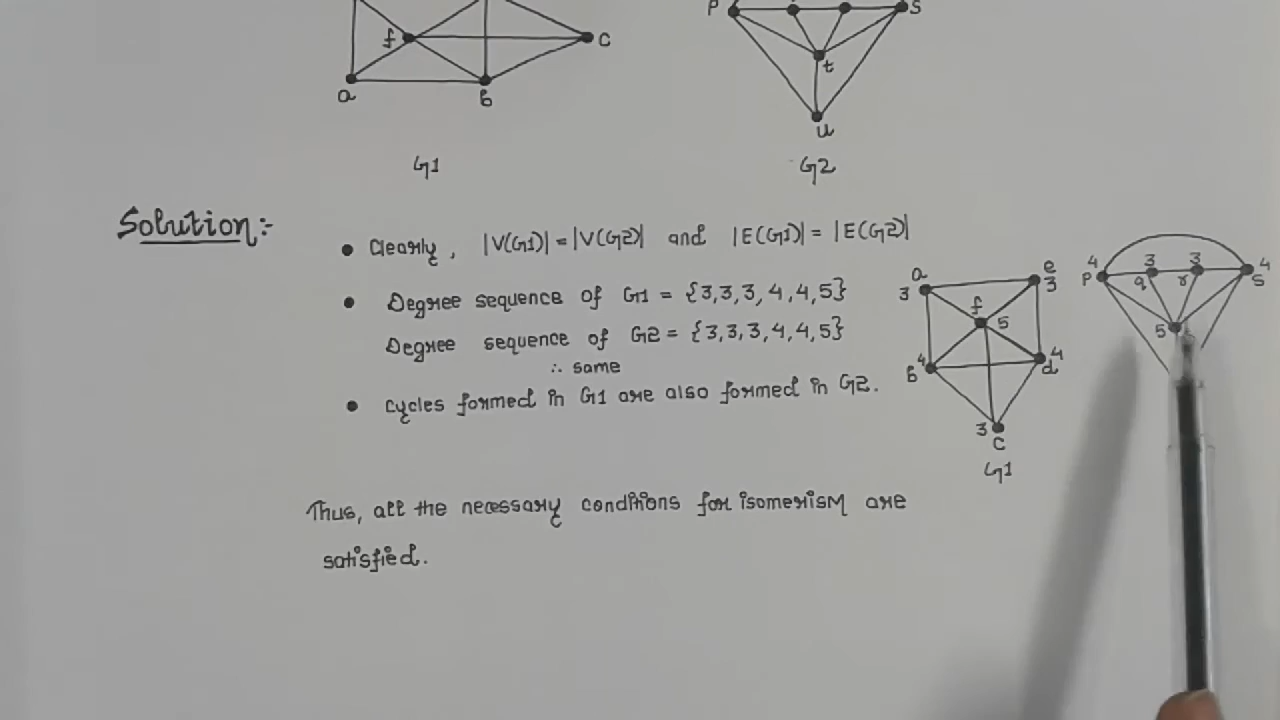 f
c
a
b
G1
P
S
t
u
G2
Solution:-
• Clearly, |V(G1)| = |V(G2)| and |E(G1)| = |E(G2)|
• Degree sequence of G1 = {3,3,3,4,4,5}
Degree sequence of G2 = {3,3,3,4,4,5}
∴ same
• cycles formed in G1 are also formed in G2.
Thus, all the necessary conditions for isomerism are
satisfied.
a
3
e
3
f
5
b
4
4
d
3
c
G1
4
P
3
q
3
r
4
S
5